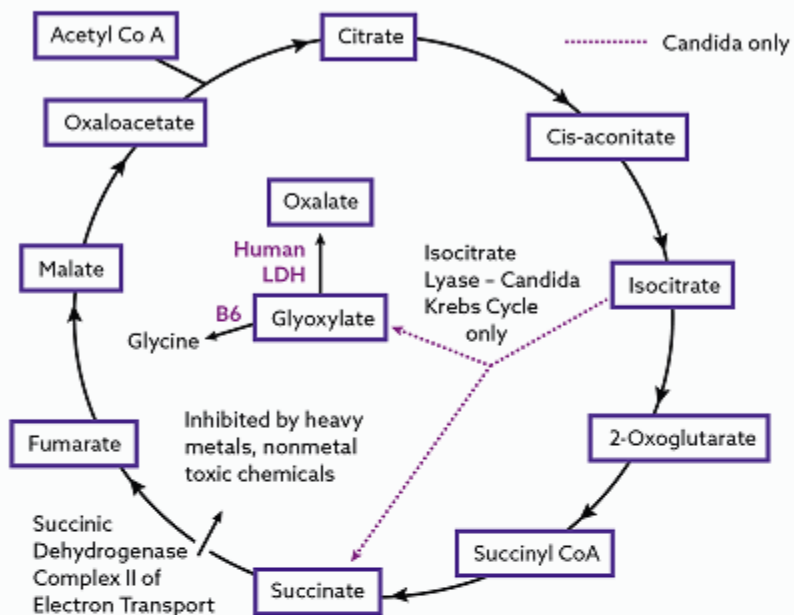 Acetyl Co A
Citrate
Candida only
Oxaloacetate
Cis-aconitate
Oxalate
Human
LDH
Isocitrate
Lyase – Candida
Krebs Cycle
only
Malate
Isocitrate
B6
Glyoxylate
Glycine
Inhibited by heavy
metals, nonmetal
toxic chemicals
Fumarate
2-Oxoglutarate
Succinic
Dehydrogenase
Complex II of
Electron Transport
Succinyl CoA
Succinate